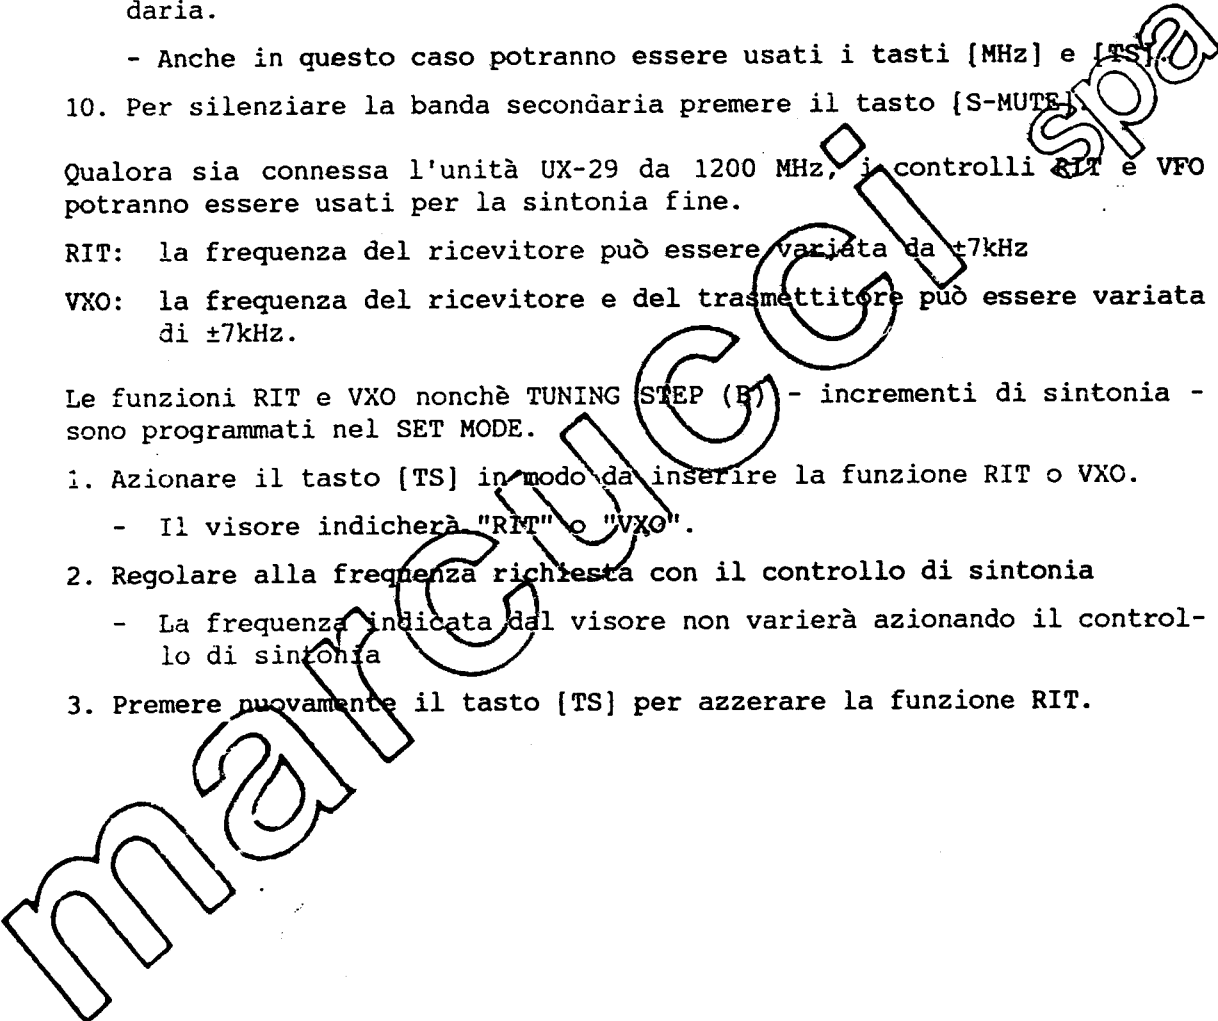 daria.
- Anche in questo caso potranno essere usati i tasti [MHz] e [TS].
10. Per silenziare la banda secondaria premere il tasto [S-MUTE].
Qualora sia connessa l'unità UX-29 da 1200 MHz, i controlli RIT e VFO
potranno essere usati per la sintonia fine.
RIT: la frequenza del ricevitore può essere variata da ±7kHz
VXO: la frequenza del ricevitore e del trasmettitore può essere variata
di ±7kHz.
Le funzioni RIT e VXO nonchè TUNING STEP (B) - incrementi di sintonia -
sono programmati nel SET MODE.
1. Azionare il tasto [TS] in modo da inserire la funzione RIT o VXO.
- Il visore indicherà "RIT" o "VXO".
2. Regolare alla frequenza richiesta con il controllo di sintonia
- La frequenza indicata dal visore non varierà azionando il control-
lo di sintonia
3. Premere nuovamente il tasto [TS] per azzerare la funzione RIT.
marcucci spa